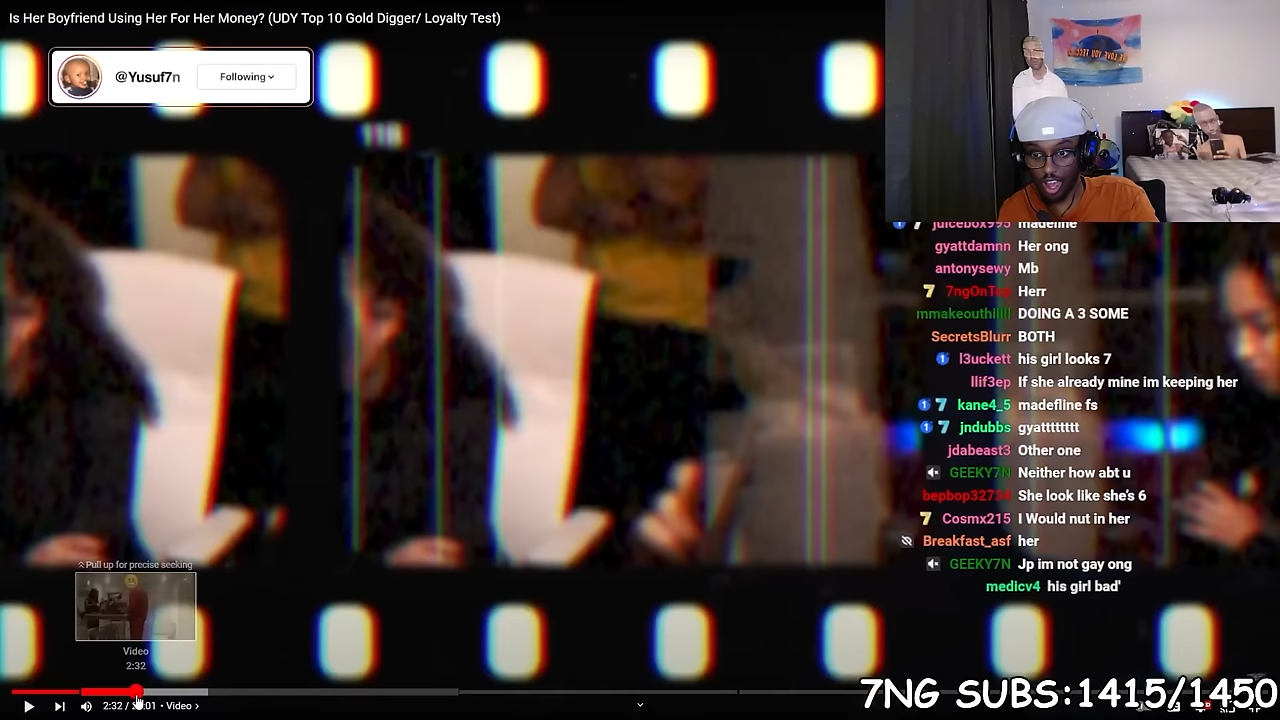 Is Her Boyfriend Using Her For Her Money? (UDY Top 10 Gold Digger/ Loyalty Test)
@Yusuf7n Following
juicebox995 madeline
gyattdamnn Her ong
antonysewy Mb
7ngOnTop Herr
DOING A 3 SOME
SecretsBlurr BOTH
l3uckett his girl looks 7
llif3ep If she already mine im keeping her
kane4_5 madefline fs
jndubbs gyatttttttt
jdabeast3 Other one
GEEKY7N Neither how abt u
bepbop32734 She look like she's 6
Cosmx215 I Would nut in her
Breakfast_asf her
GEEKY7N Jp im not gay ong
medicv4 his girl bad'
Pull up for precise seeking
Video
2:32
2:32 / :01 • Video ›
7NG SUBS:1415/1450